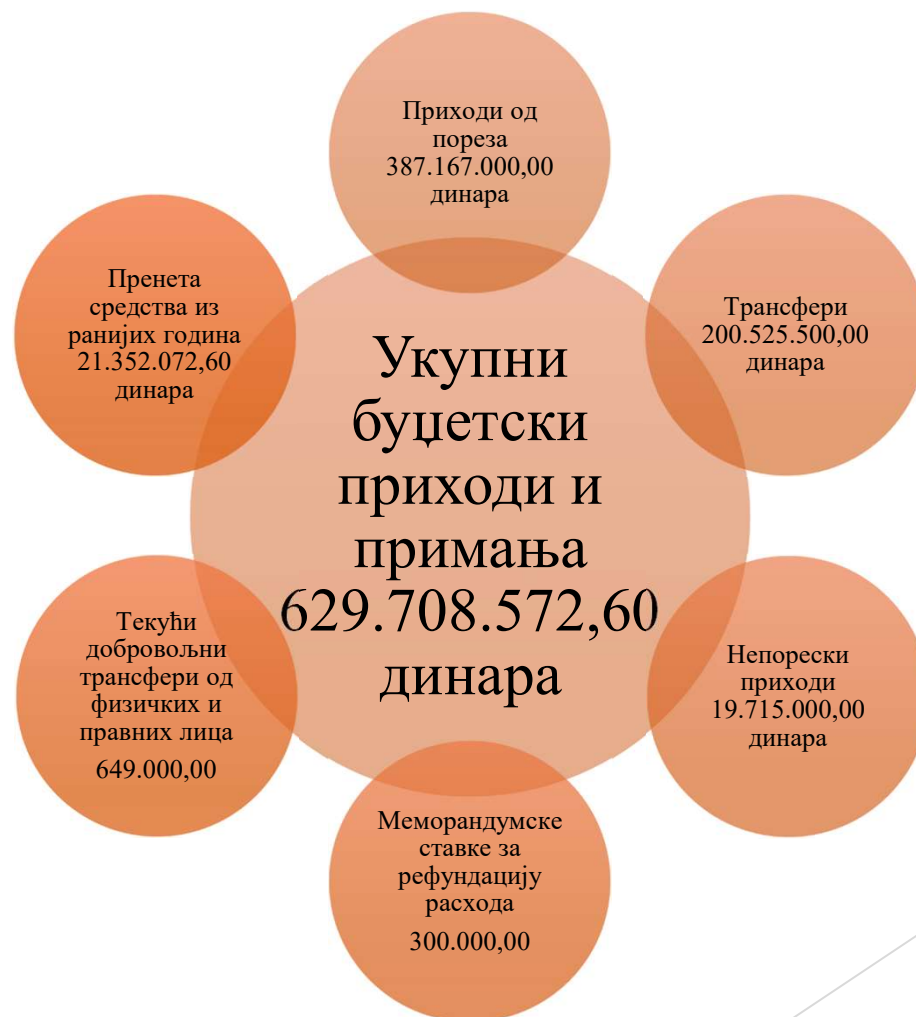 Приходи од
пореза
387.167.000,00
динара
Трансфери
200.525.500,00
динара
Непорески
приходи
19.715.000,00
динара
Меморандумске
ставке за
рефундацију
расхода
300.000,00
Текући
добровољни
трансфери од
физичких и
правних лица
649.000,00
Пренета
средства из
ранијих година
21.352.072,60
динара
Укупни
буџетски
приходи и
примања
629.708.572,60
динара